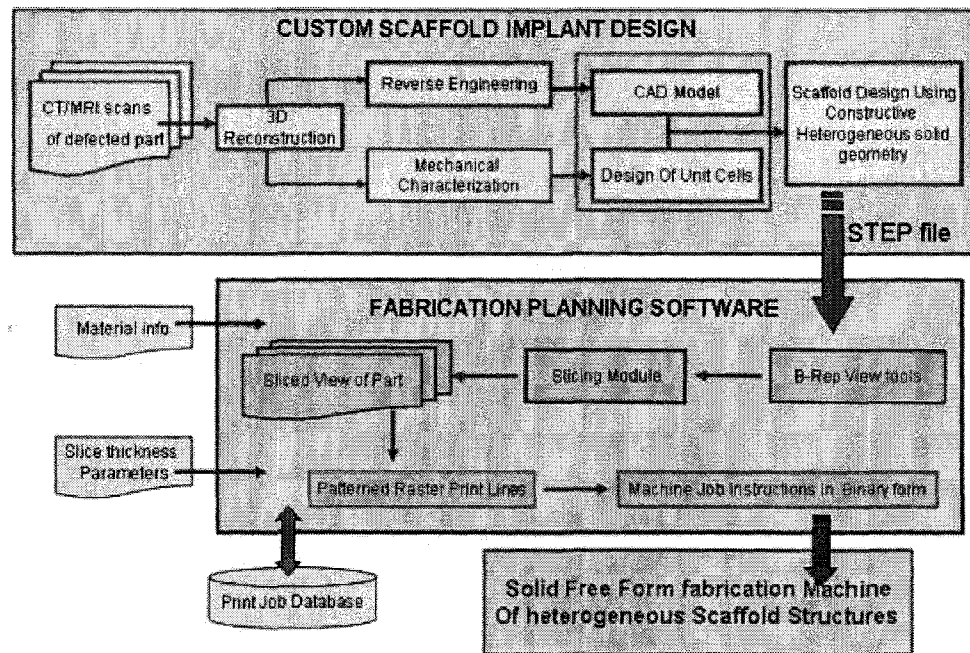 CUSTOM SCAFFOLD IMPLANT DESIGN
CT/MRI scans
of defected part
3D
Reconstruction
Reverse Engineering
Mechanical
Characterization
CAD Model
Design Of Unit Cells
Scaffold Design Using
Constructive
Heterogeneous solid
geometry
STEP file
FABRICATION PLANNING SOFTWARE
Material info
Sliced View of Part
Slicing Module
B-Rep View tools
Slice thickness
Parameters
Patterned Raster Print Lines
Machine Job Instructions In Binary form
Print Job Database
Solid Free Form fabrication Machine
Of heterogeneous Scaffold Structures